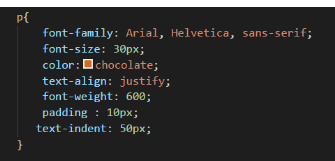 p{
    font-family: Arial, Helvetica, sans-serif;
    font-size: 30px;
    color: chocolate;
    text-align: justify;
    font-weight: 600;
    padding : 10px;
   text-indent: 50px;
}